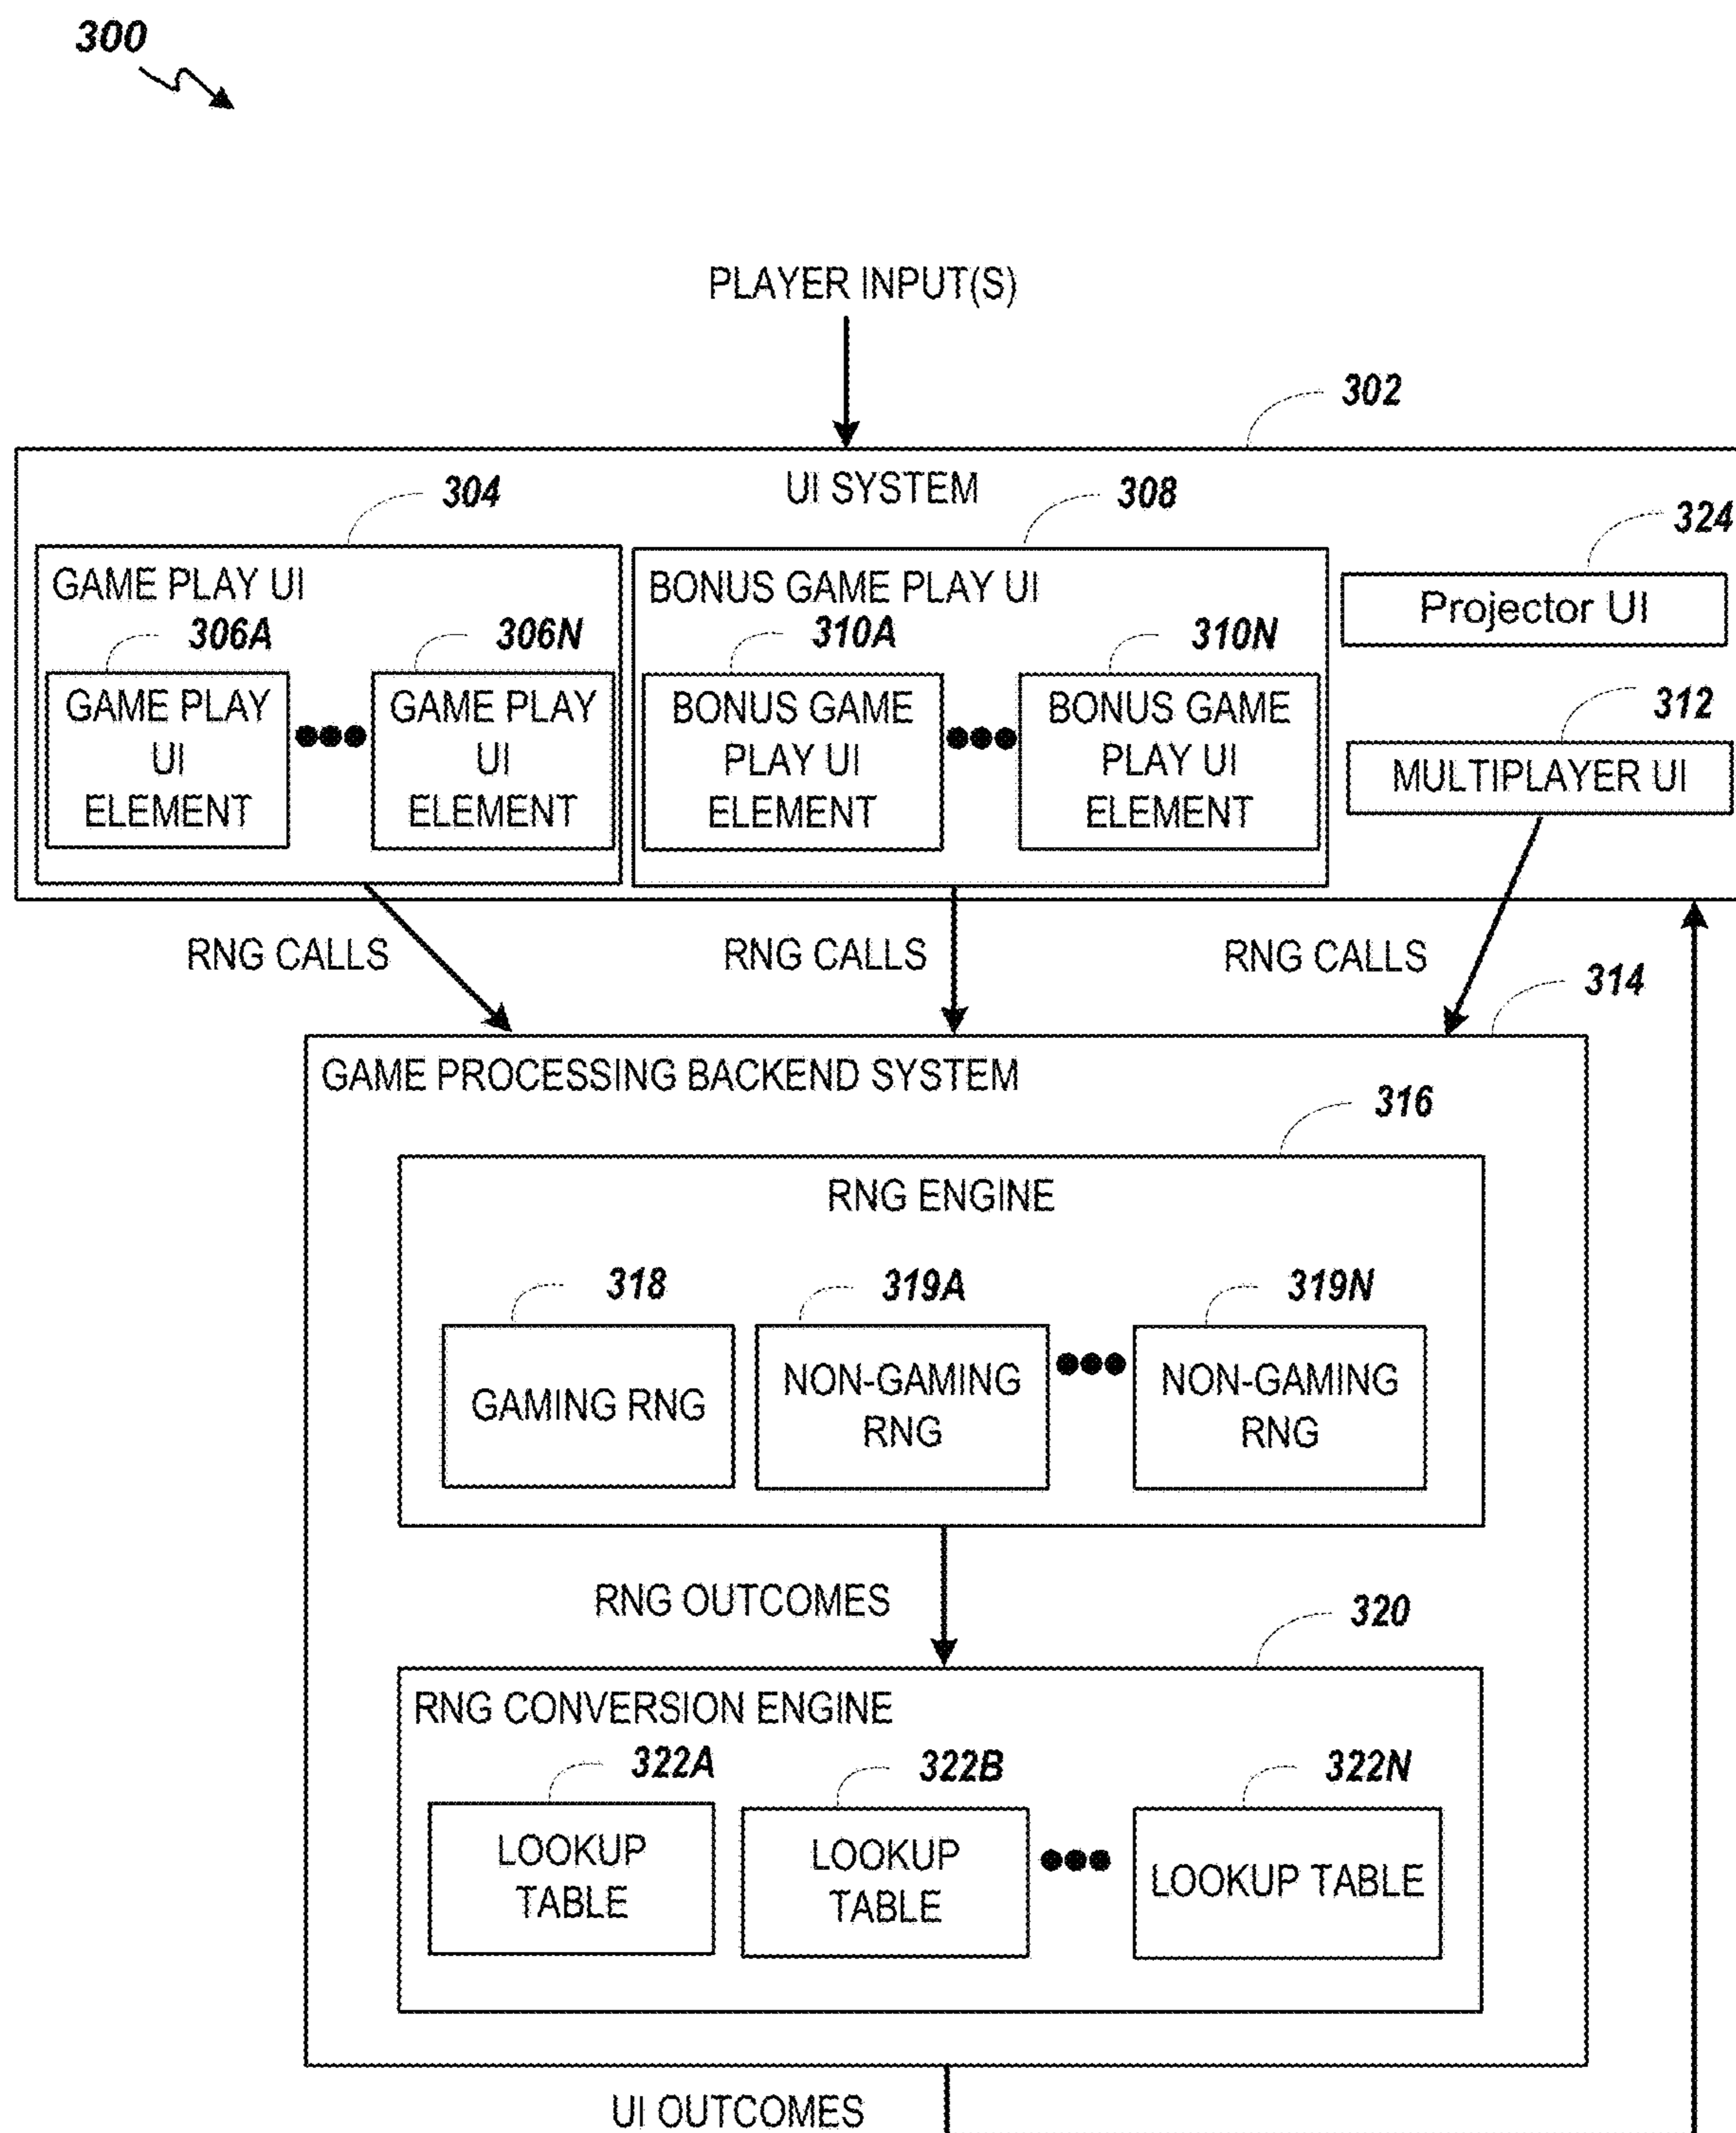 300
PLAYER INPUT(S)
302
UI SYSTEM
304
308
324
GAME PLAY UI
BONUS GAME PLAY UI
Projector UI
306A
306N
310A
310N
312
GAME PLAY
UI
ELEMENT
GAME PLAY
UI
ELEMENT
BONUS GAME
PLAY UI
ELEMENT
BONUS GAME
PLAY UI
ELEMENT
MULTIPLAYER UI
RNG CALLS
RNG CALLS
RNG CALLS
314
GAME PROCESSING BACKEND SYSTEM
316
RNG ENGINE
318
319A
319N
GAMING RNG
NON-GAMING
RNG
NON-GAMING
RNG
RNG OUTCOMES
320
RNG CONVERSION ENGINE
322A
322B
322N
LOOKUP
TABLE
LOOKUP
TABLE
LOOKUP TABLE
UI OUTCOMES